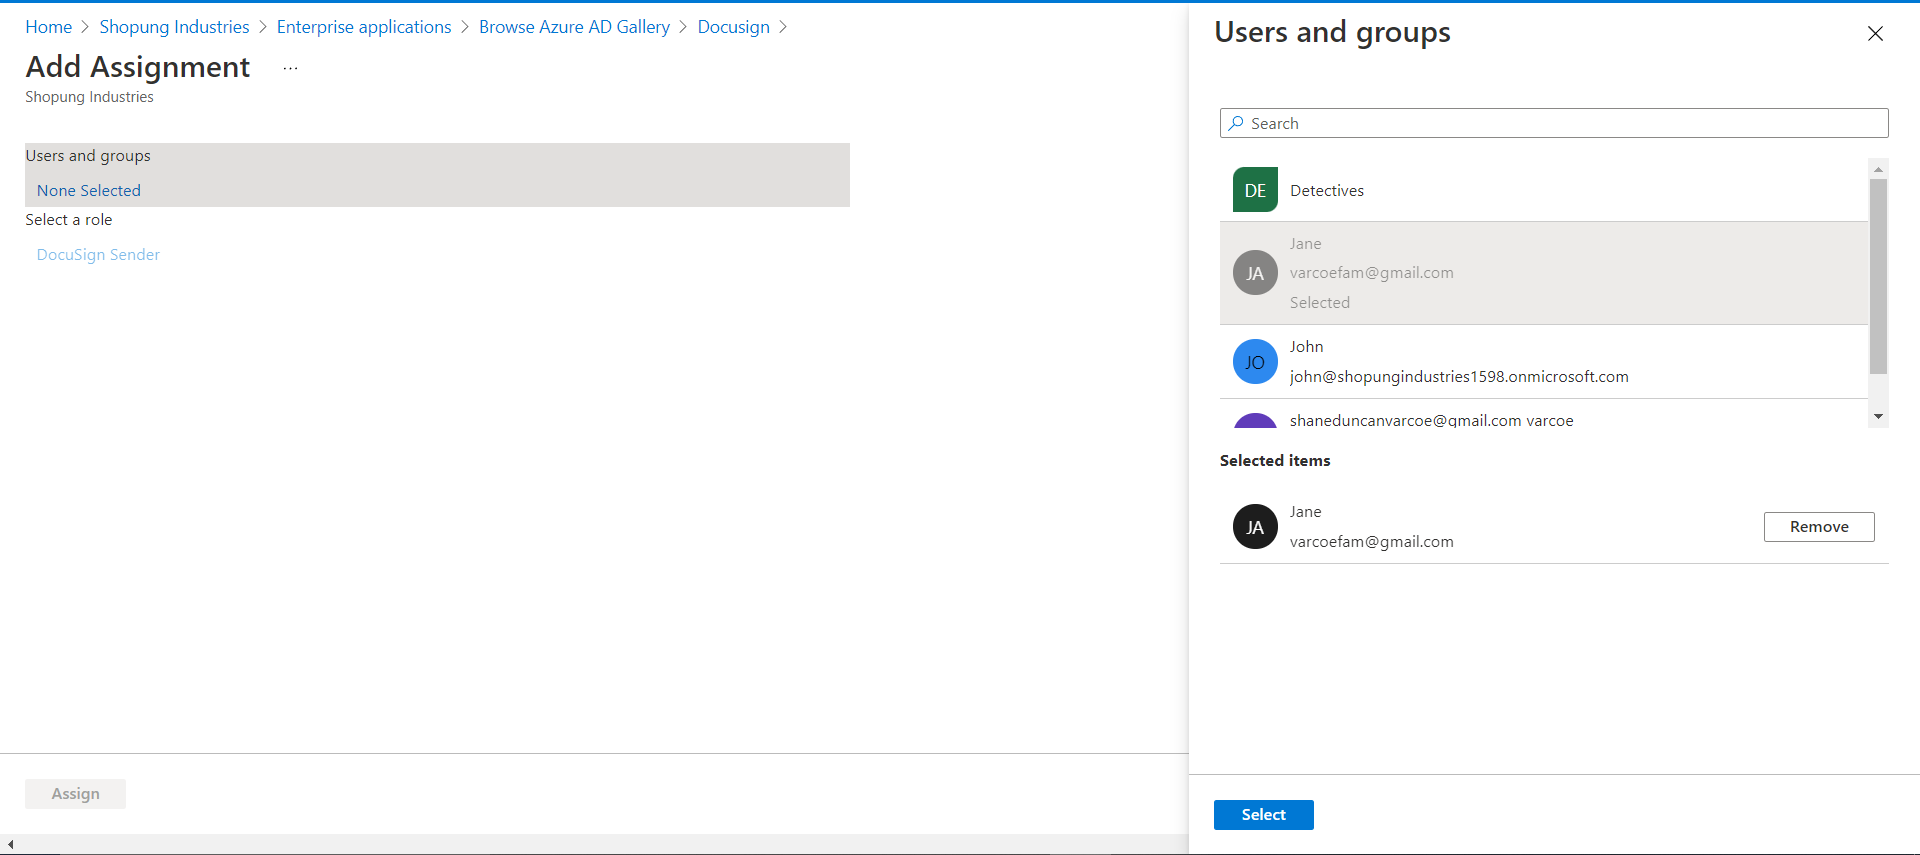 Home > Shopung Industries > Enterprise applications > Browse Azure AD Gallery > Docusign >
Add Assignment ...
Shopung Industries
Users and groups
None Selected
Select a role
DocuSign Sender
Assign
Users and groups
Search
DE
Detectives
JA
Jane
varcoefam@gmail.com
Selected
JO
John
john@shopungindustries1598.onmicrosoft.com
shaneduncanvarcoe@gmail.com varcoe
Selected items
JA
Jane
varcoefam@gmail.com
Remove
Select